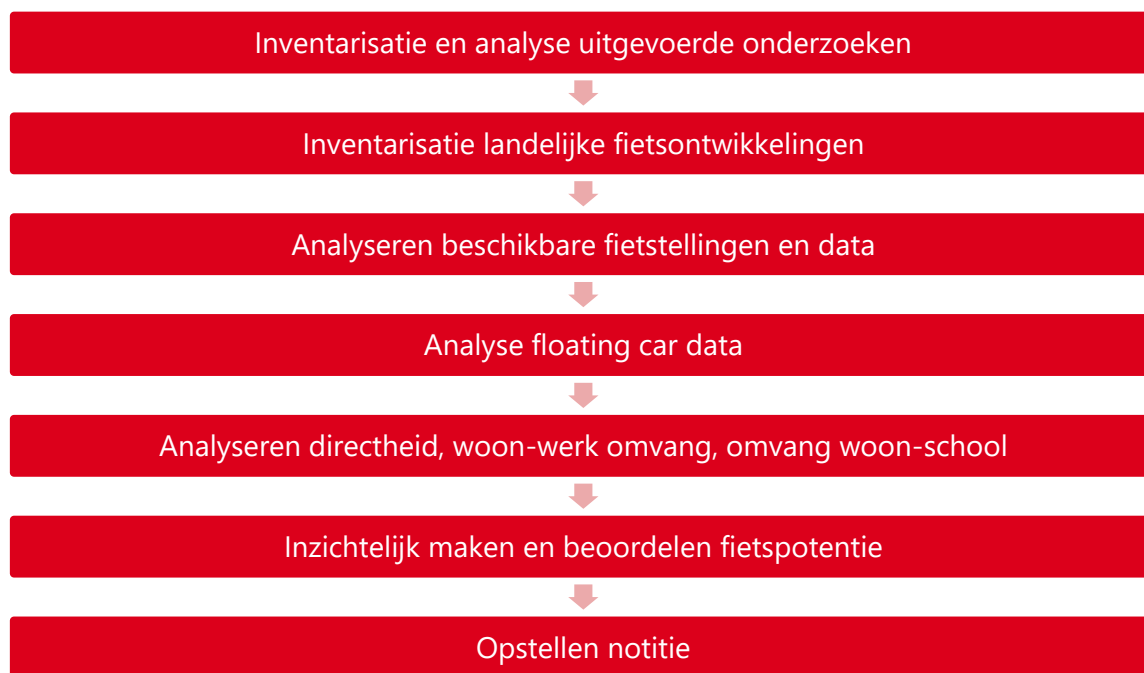 Inventarisatie en analyse uitgevoerde onderzoeken
Inventarisatie landelijke fietsontwikkelingen
Analyseren beschikbare fietstellingen en data
Analyse floating car data
Analyseren directheid, woon-werk omvang, omvang woon-school
Inzichtelijk maken en beoordelen fietspotentie
Opstellen notitie